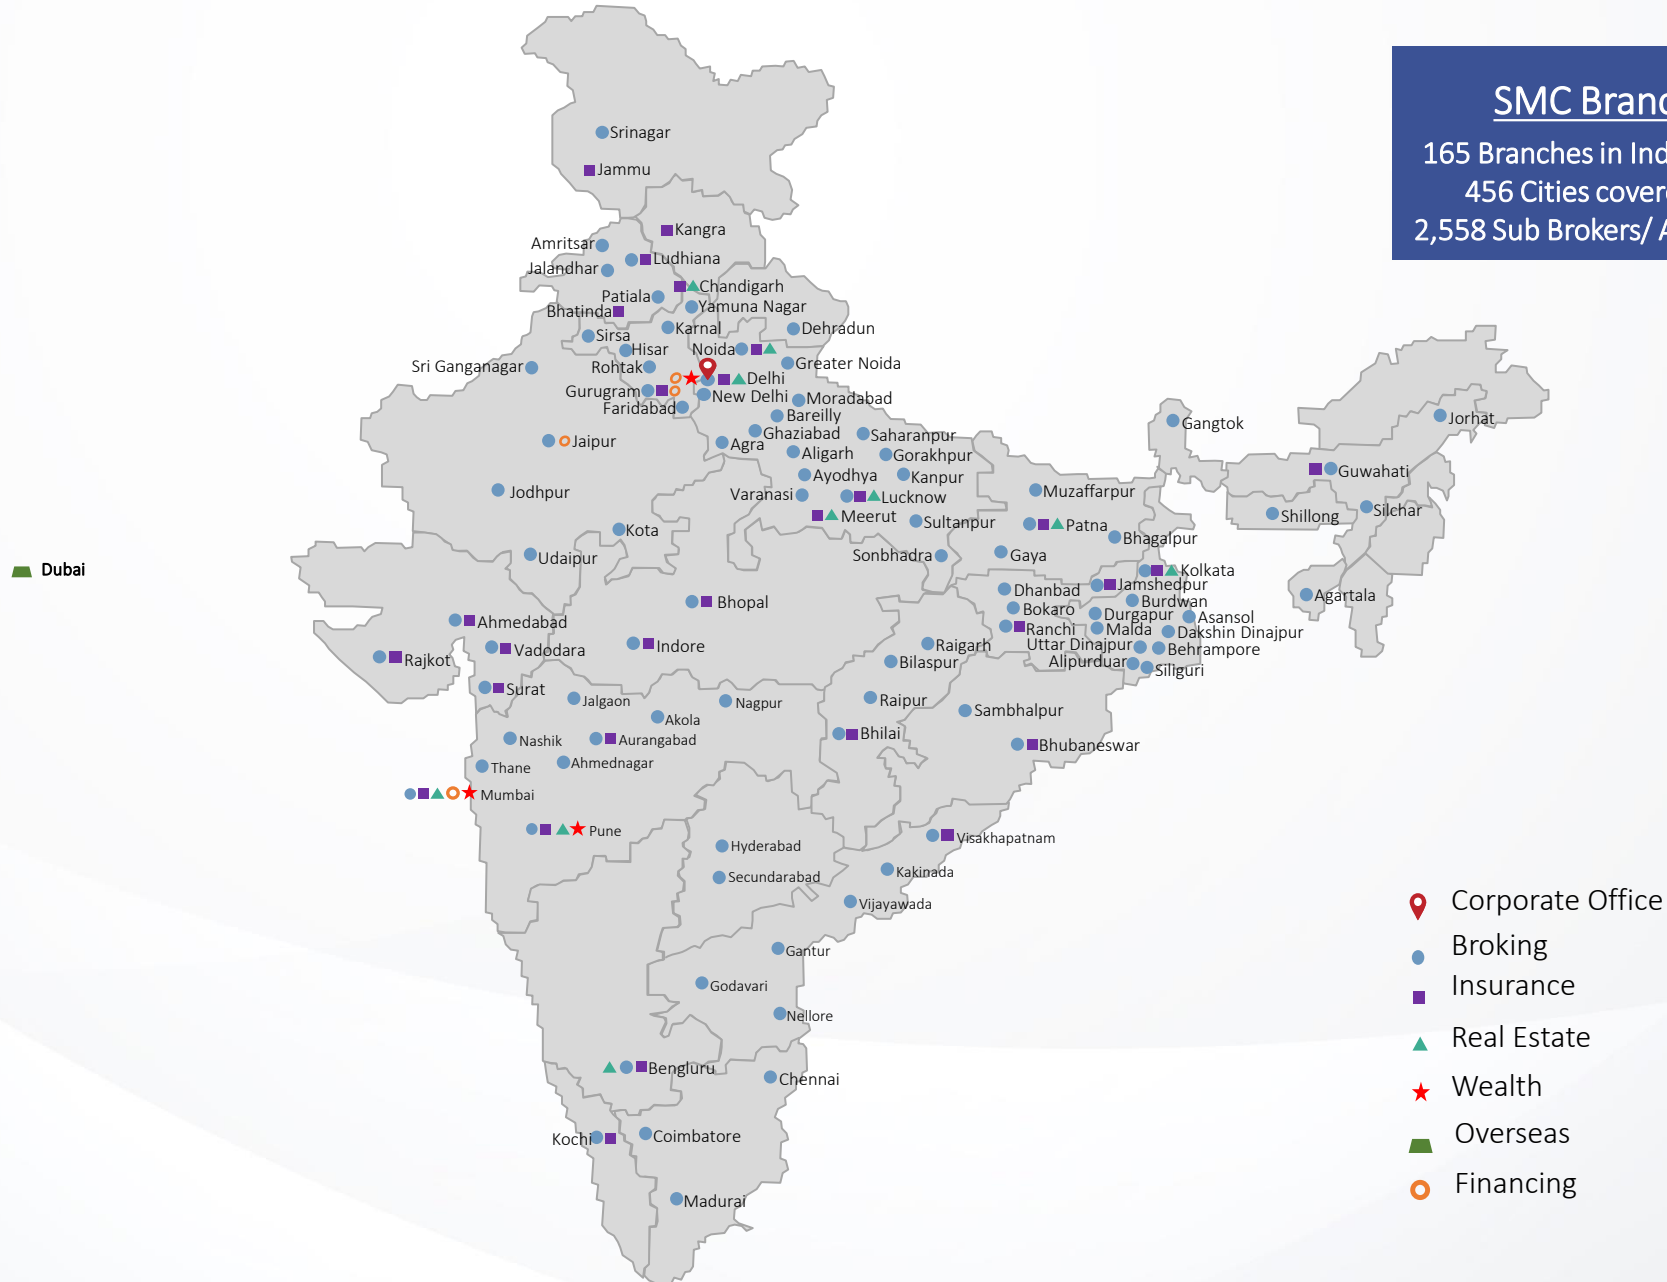 SMC Branc
165 Branches in Ind
456 Cities cover
2,558 Sub Brokers/ A
Srinagar
Jammu
Kangra
Amritsar
Ludhiana
Jalandhar
Chandigarh
Patiala
Yamuna Nagar
Bhatinda
Karnal
Dehradun
Sirsa
Hisar
Noida
Greater Noida
Sri Ganganagar
Rohtak
Delhi
Gurugram
New Delhi
Moradabad
Faridabad
Bareilly
Ghaziabad
Saharanpur
Jaipur
Agra
Aligarh
Gorakhpur
Ayodhya
Kanpur
Jodhpur
Varanasi
Lucknow
Meerut
Sultanpur
Muzaffarpur
Patna
Bhagalpur
Kota
Udaipur
Sonbhadra
Gaya
Gangtok
Jorhat
Guwahati
Shillong
Silchar
Agartala
Dubai
Kolkata
Dhanbad
Jamshedpur
Bokaro
Burdwan
Durgapur
Asansol
Ranchi
Malda
Dakshin Dinajpur
Uttar Dinajpur
Behrampore
Alipurduar
Siliguri
Bhopal
Ahmedabad
Vadodara
Indore
Rajkot
Raigarh
Bilaspur
Surat
Jalgaon
Nagpur
Raipur
Akola
Sambhalpur
Nashik
Aurangabad
Bhilai
Bhubaneswar
Thane
Ahmednagar
Mumbai
Pune
Hyderabad
Visakhapatnam
Secundarabad
Kakinada
Vijayawada
Gantur
Godavari
Nellore
Bengluru
Chennai
Kochi
Coimbatore
Madurai
Corporate Office
Broking
Insurance
Real Estate
Wealth
Overseas
Financing